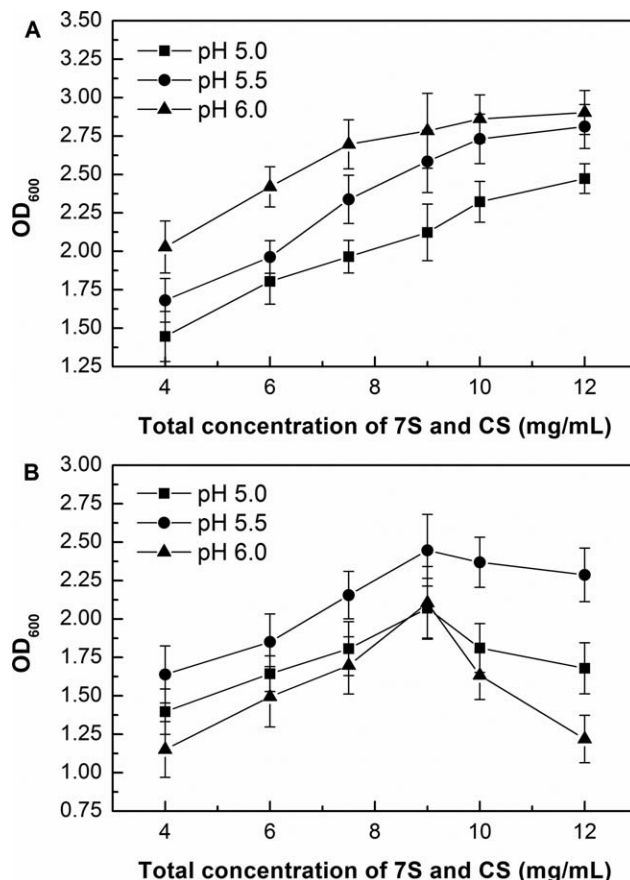 A
3.50
3.25
3.00
2.75
2.50
2.25
2.00
1.75
1.50
1.25
OD600
pH 5.0
pH 5.5
pH 6.0
4 6 8 10 12
Total concentration of 7S and CS (mg/mL)
B
3.00
2.75
2.50
2.25
2.00
1.75
1.50
1.25
1.00
0.75
OD600
pH 5.0
pH 5.5
pH 6.0
4 6 8 10 12
Total concentration of 7S and CS (mg/mL)